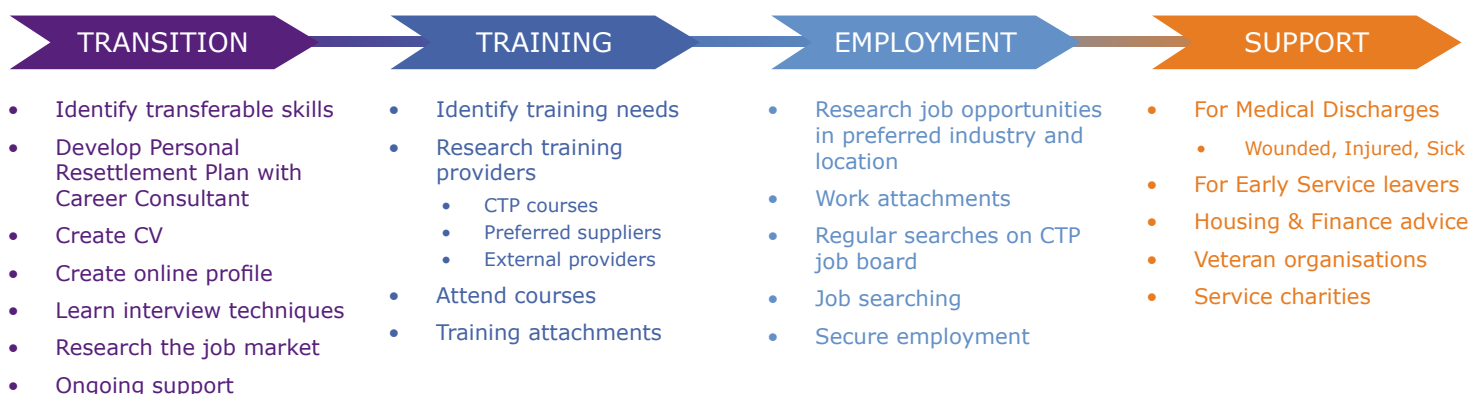 TRANSITION
TRAINING
EMPLOYMENT
SUPPORT
• Identify transferable skills
• Develop Personal
Resettlement Plan with
Career Consultant
• Create CV
• Create online profile
• Learn interview techniques
• Research the job market
• Ongoing support
• Identify training needs
• Research training
providers
• CTP courses
• Preferred suppliers
• External providers
• Attend courses
• Training attachments
• Research job opportunities
in preferred industry and
location
• Work attachments
• Regular searches on CTP
job board
• Job searching
• Secure employment
• For Medical Discharges
• Wounded, Injured, Sick
• For Early Service leavers
• Housing & Finance advice
• Veteran organisations
• Service charities